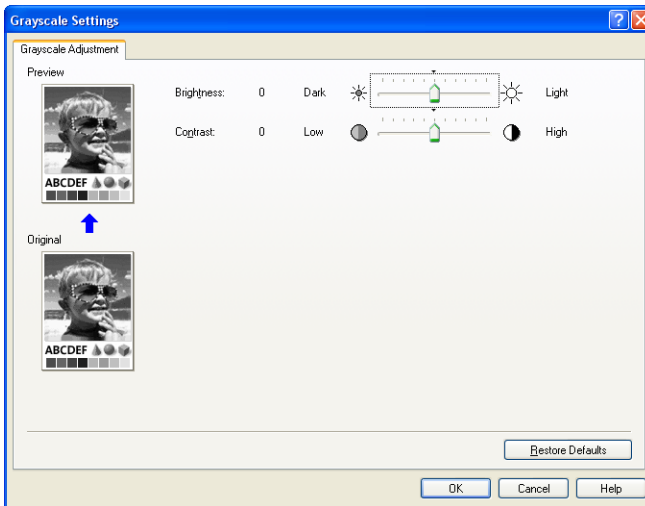 Grayscale Settings
Grayscale Adjustment
Preview
Brightness: 0 Dark Light
Contrast: 0 Low High
ABCDEF
Original
ABCDEF
Restore Defaults
OK Cancel Help